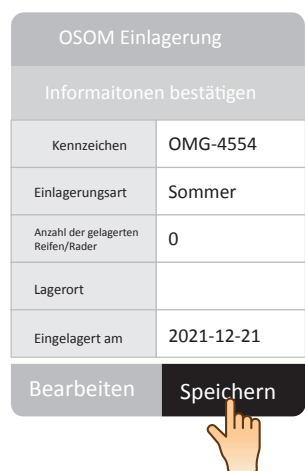 OSOM Einlagerung
Informaitonen bestätigen
Kennzeichen OMG-4554
Einlagerungsart Sommer
Anzahl der gelagerten
Reifen/Rader 0
Lagerort
Eingelagert am 2021-12-21
Bearbeiten Speichern